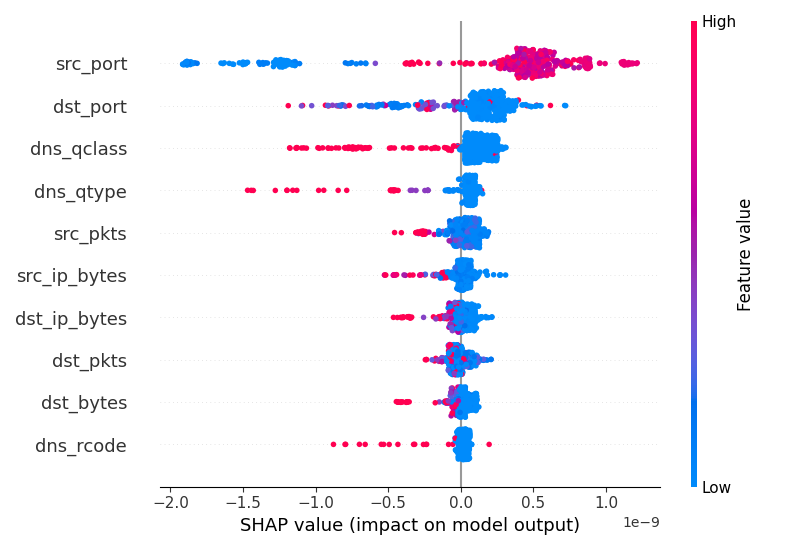 High
src_port
dst_port
dns_qclass
dns_qtype
src_pkts
src_ip_bytes
dst_ip_bytes
dst_pkts
dst_bytes
dns_rcode
Feature value
Low
−2.0 −1.5 −1.0 −0.5 0.0 0.5 1.0
1e−9
SHAP value (impact on model output)